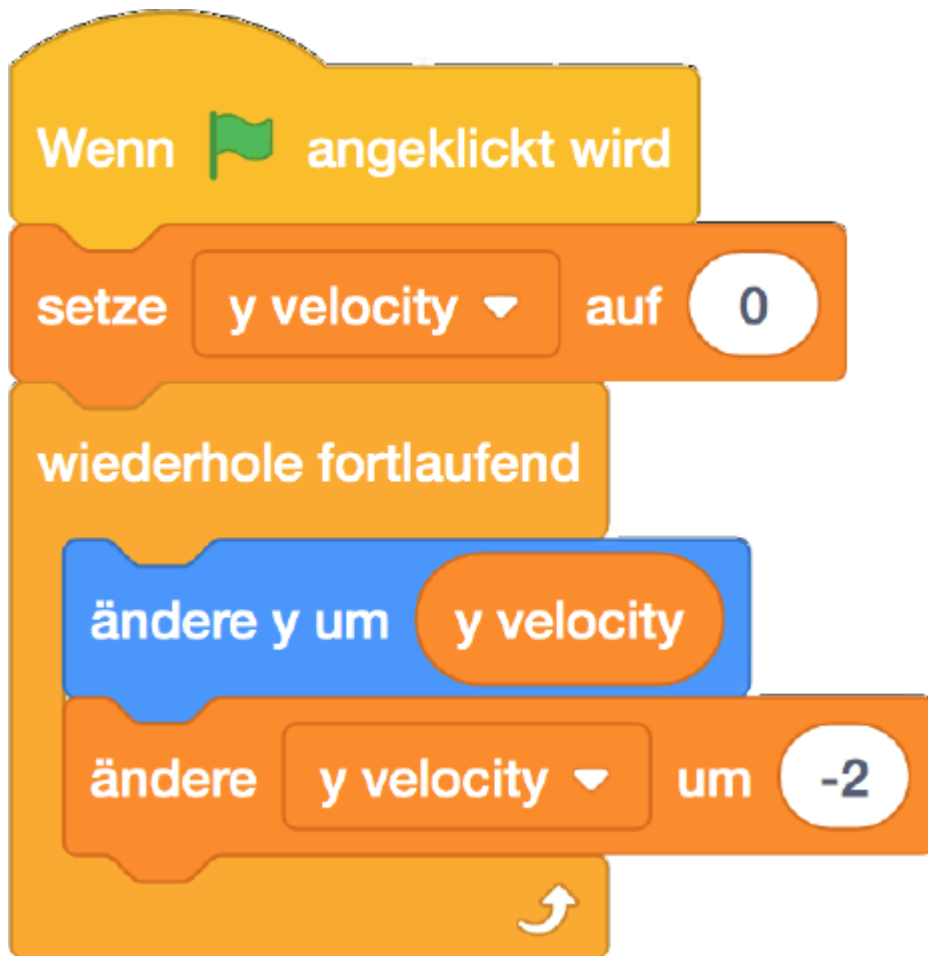 Wenn angeklickt wird
setze y velocity auf 0
wiederhole fortlaufend
ändere y um y velocity
ändere y velocity um -2